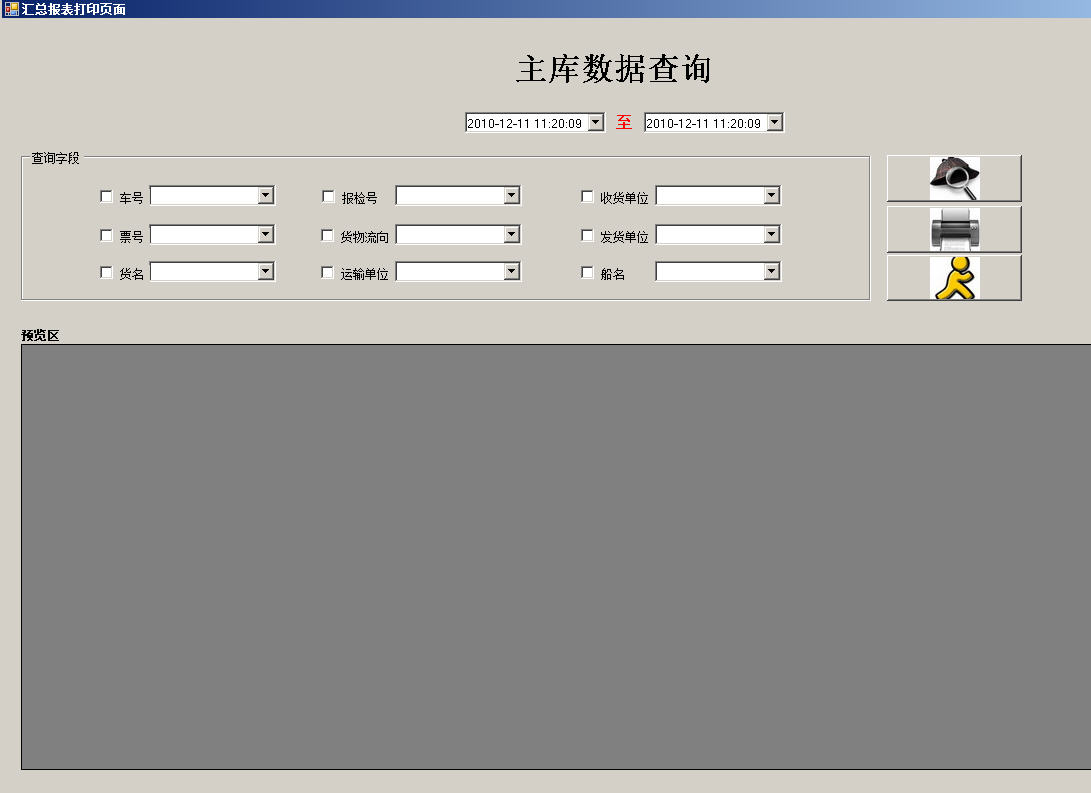 汇总报表打印页面
主库数据查询
2010-12-11 11:20:09 至 2010-12-11 11:20:09
查询字段
车号 报检号 收货单位
票号 货物流向 发货单位
货名 运输单位 船名
预览区